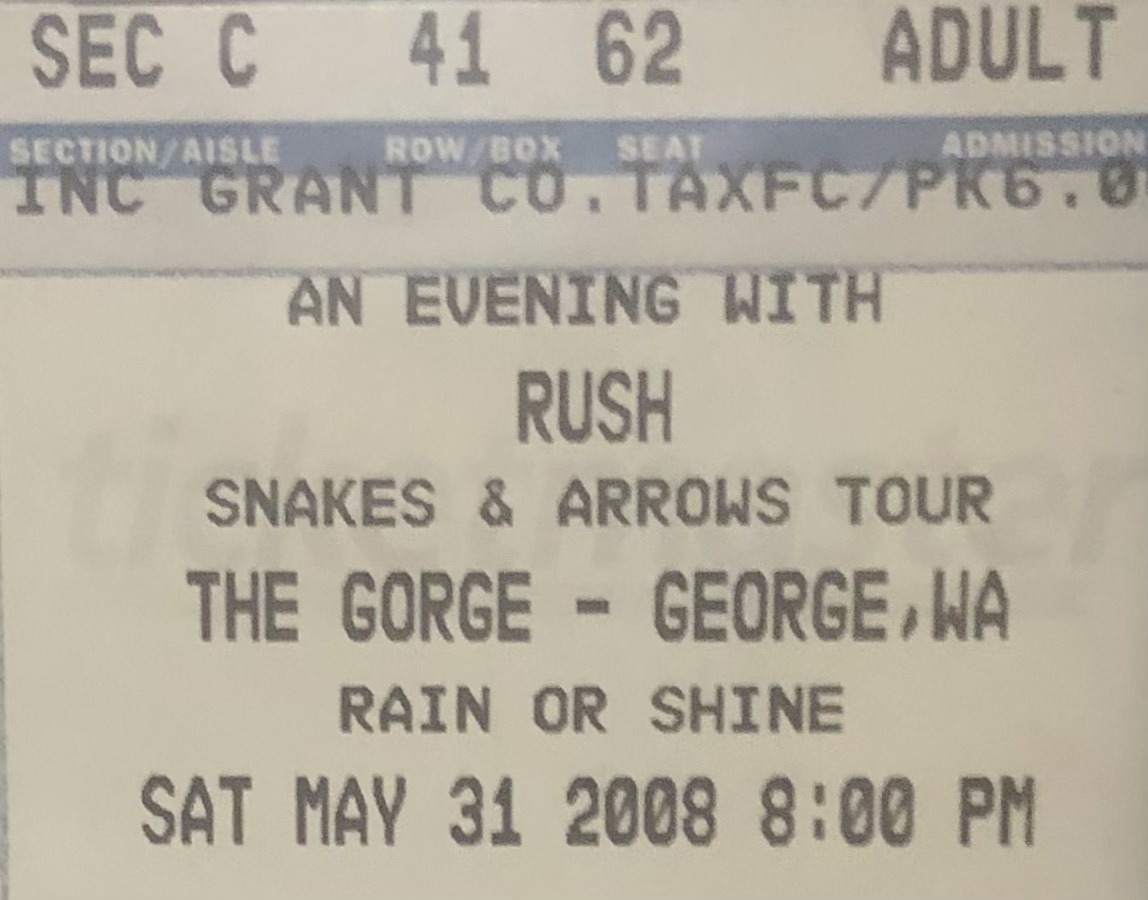 SEC C 41 62 ADULT
SECTION/AISLE ROW/BOX SEAT ADMISSION
INC GRANT CO.TAXFC/PK6.0
AN EVENING WITH
RUSH
ticketmaster
SNAKES & ARROWS TOUR
THE GORGE - GEORGE,WA
RAIN OR SHINE
SAT MAY 31 2008 8:00 PM